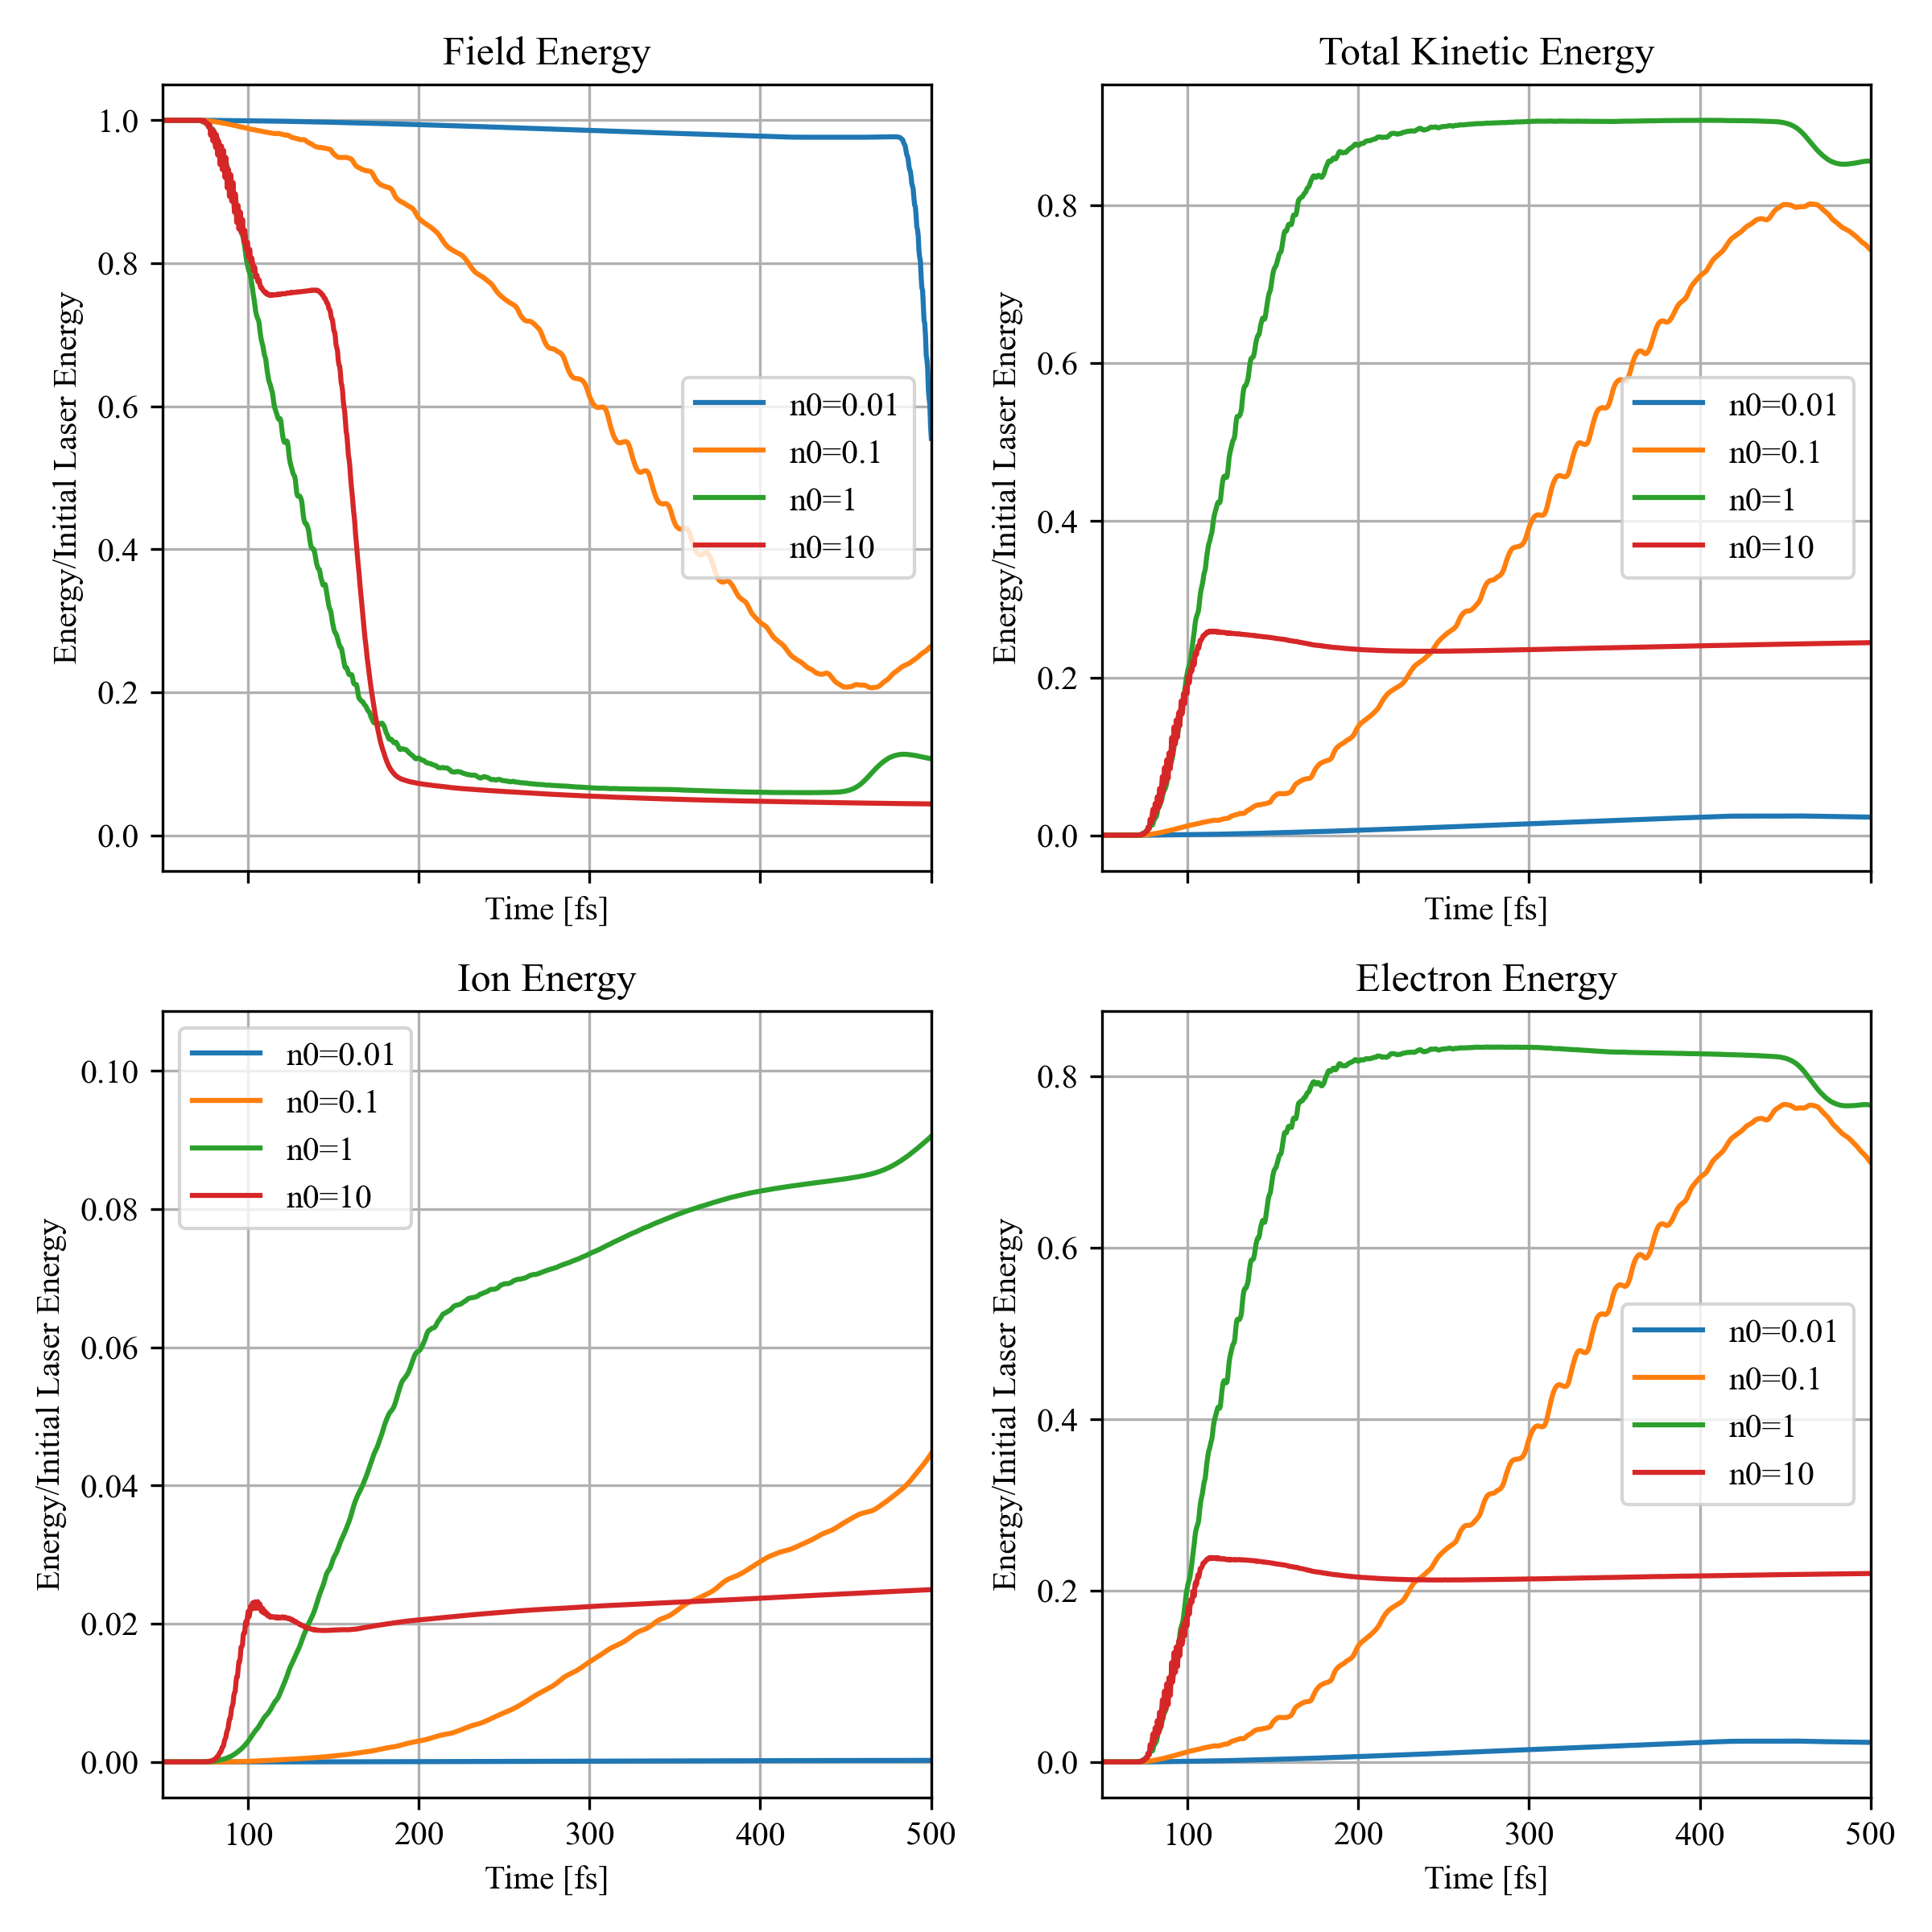 Field Energy
Energy/Initial Laser Energy
1.0
0.8
0.6
0.4
0.2
0.0
n0=0.01
n0=0.1
n0=1
n0=10
Time [fs]
Total Kinetic Energy
Energy/Initial Laser Energy
0.8
0.6
0.4
0.2
0.0
n0=0.01
n0=0.1
n0=1
n0=10
Time [fs]
Ion Energy
Energy/Initial Laser Energy
0.10
0.08
0.06
0.04
0.02
0.00
n0=0.01
n0=0.1
n0=1
n0=10
100 200 300 400 500
Time [fs]
Electron Energy
Energy/Initial Laser Energy
0.8
0.6
0.4
0.2
0.0
n0=0.01
n0=0.1
n0=1
n0=10
100 200 300 400 500
Time [fs]